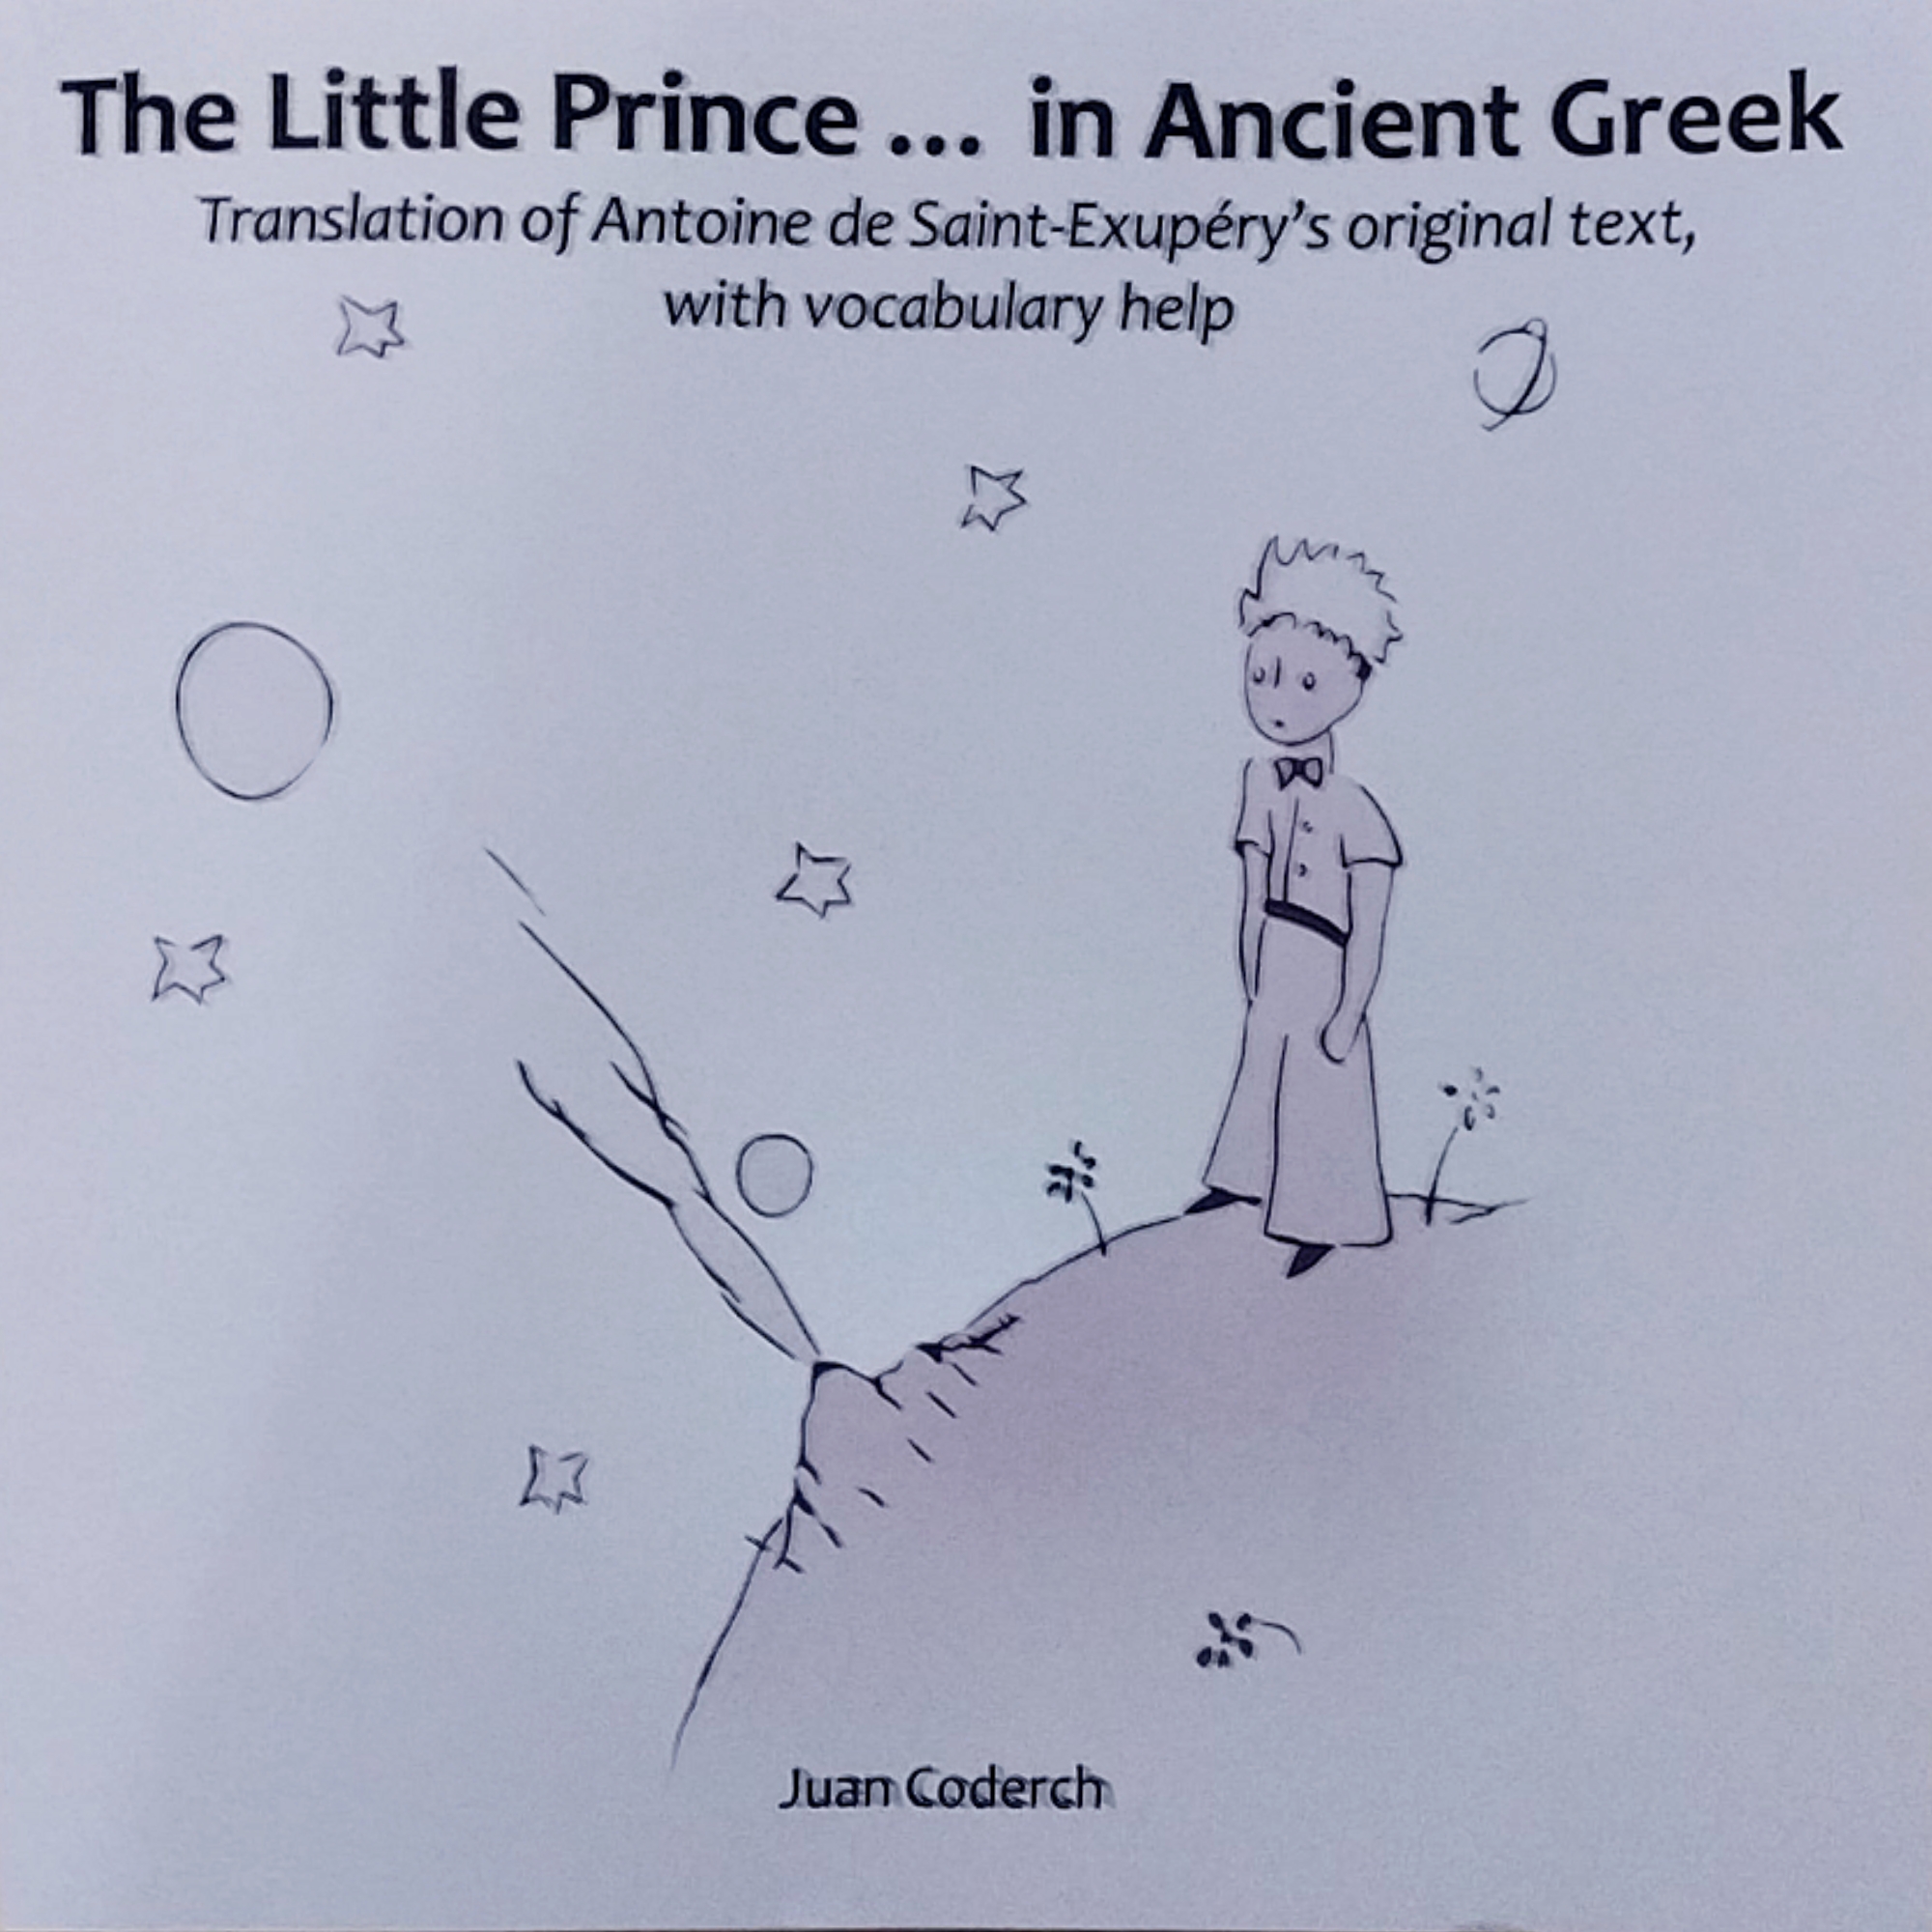 The Little Prince ... in Ancient Greek
Translation of Antoine de Saint-Exupéry's original text,
with vocabulary help
Juan Coderch